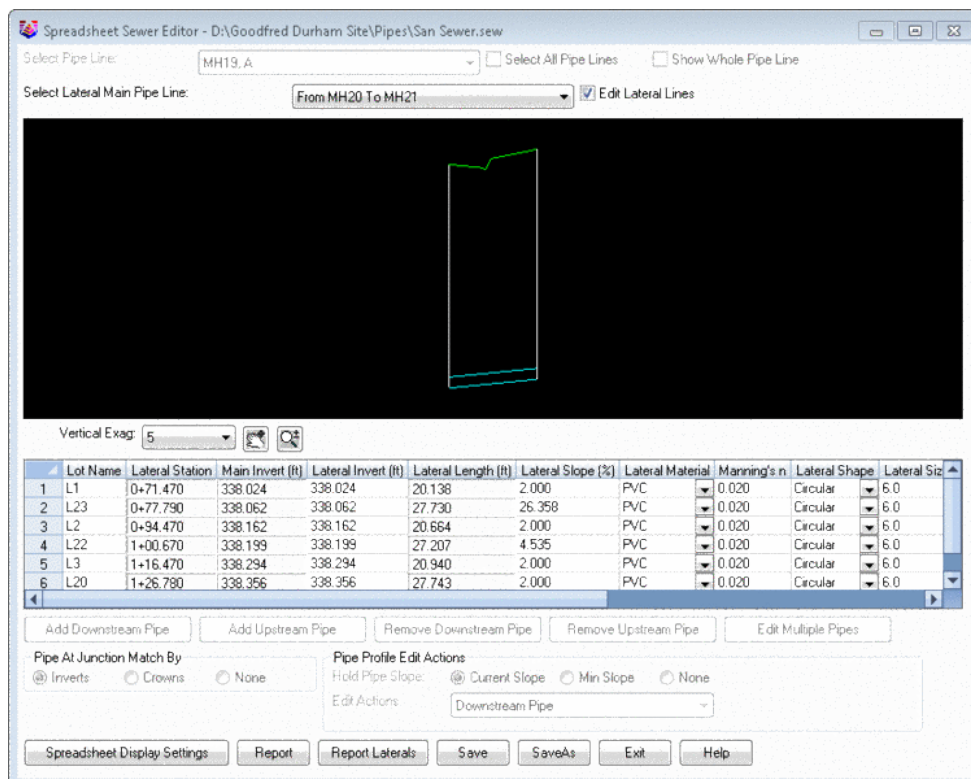 Spreadsheet Sewer Editor - D:\Goodfred Durham Site\Pipes\San Sewer.sew
Select Pipe Line: MH19, A Select All Pipe Lines Show Whole Pipe Line
Select Lateral Main Pipe Line: From MH20 To MH21 Edit Lateral Lines
Vertical Exag: 5
Lot Name Lateral Station Main Invert (ft) Lateral Invert (ft) Lateral Length (ft) Lateral Slope (%) Lateral Material Manning's n Lateral Shape Lateral Siz
1 L1 0+71.470 338.024 338.024 20.138 2.000 PVC 0.020 Circular 6.0
2 L23 0+77.790 338.062 338.062 27.730 26.358 PVC 0.020 Circular 6.0
3 L2 0+94.470 338.162 338.162 20.664 2.000 PVC 0.020 Circular 6.0
4 L22 1+00.670 338.199 338.199 27.207 4.535 PVC 0.020 Circular 6.0
5 L3 1+16.470 338.294 338.294 20.940 2.000 PVC 0.020 Circular 6.0
6 L20 1+26.780 338.356 338.356 27.743 2.000 PVC 0.020 Circular 6.0
Add Downstream Pipe Add Upstream Pipe Remove Downstream Pipe Remove Upstream Pipe Edit Multiple Pipes
Pipe At Junction Match By Pipe Profile Edit Actions
Inverts Crowns None Hold Pipe Slope: Current Slope Min Slope None
Edit Actions Downstream Pipe
Spreadsheet Display Settings Report Report Laterals Save SaveAs Exit Help